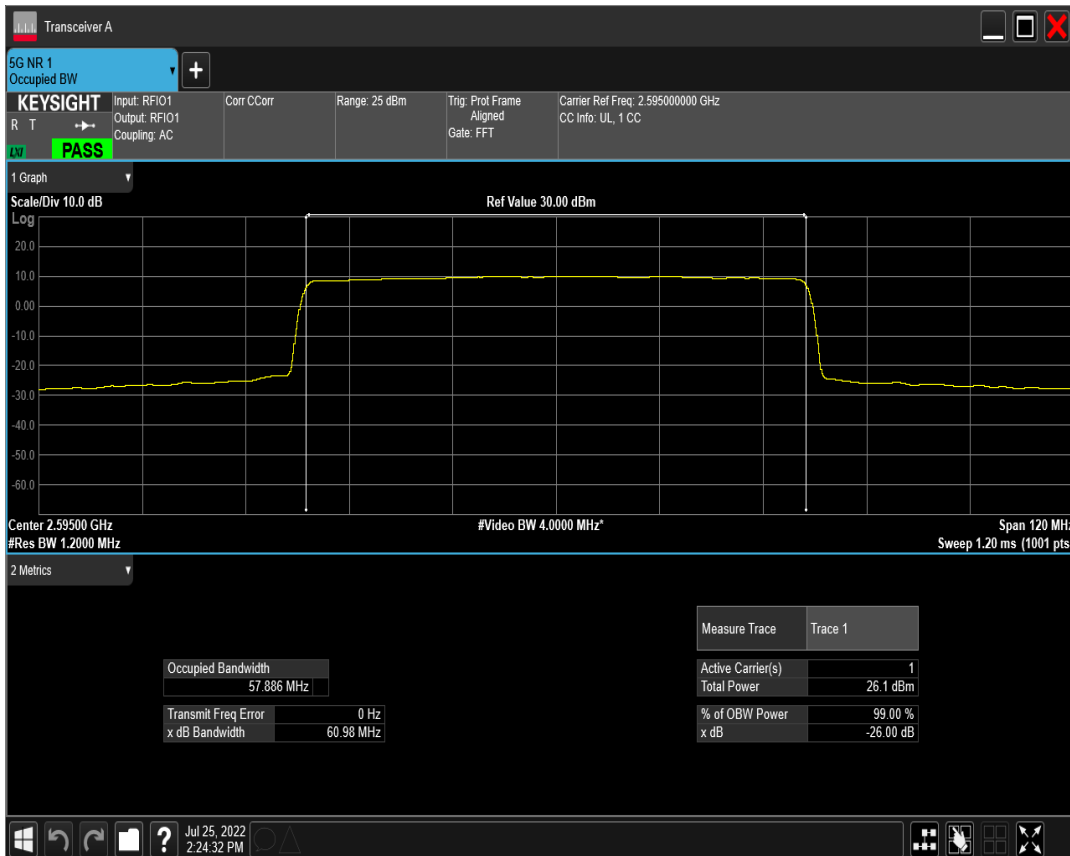 Transceiver A
5G NR 1
Occupied BW
+
KEYSIGHT
R T
LXI
PASS
Input: RFIO1
Output: RFIO1
Coupling: AC
Corr CCorr
Range: 25 dBm
Trig: Prot Frame
Aligned
Gate: FFT
Carrier Ref Freq: 2.595000000 GHz
CC Info: UL, 1 CC
1 Graph
Scale/Div 10.0 dB
Ref Value 30.00 dBm
Log
20.0
10.0
0.00
-10.0
-20.0
-30.0
-40.0
-50.0
-60.0
Center 2.59500 GHz
#Video BW 4.0000 MHz*
Span 120 MHz
#Res BW 1.2000 MHz
Sweep 1.20 ms (1001 pts
2 Metrics
Measure Trace Trace 1
Occupied Bandwidth
57.886 MHz
Transmit Freq Error 0 Hz
x dB Bandwidth 60.98 MHz
Active Carrier(s) 1
Total Power 26.1 dBm
% of OBW Power 99.00 %
x dB -26.00 dB
?
Jul 25, 2022
2:24:32 PM